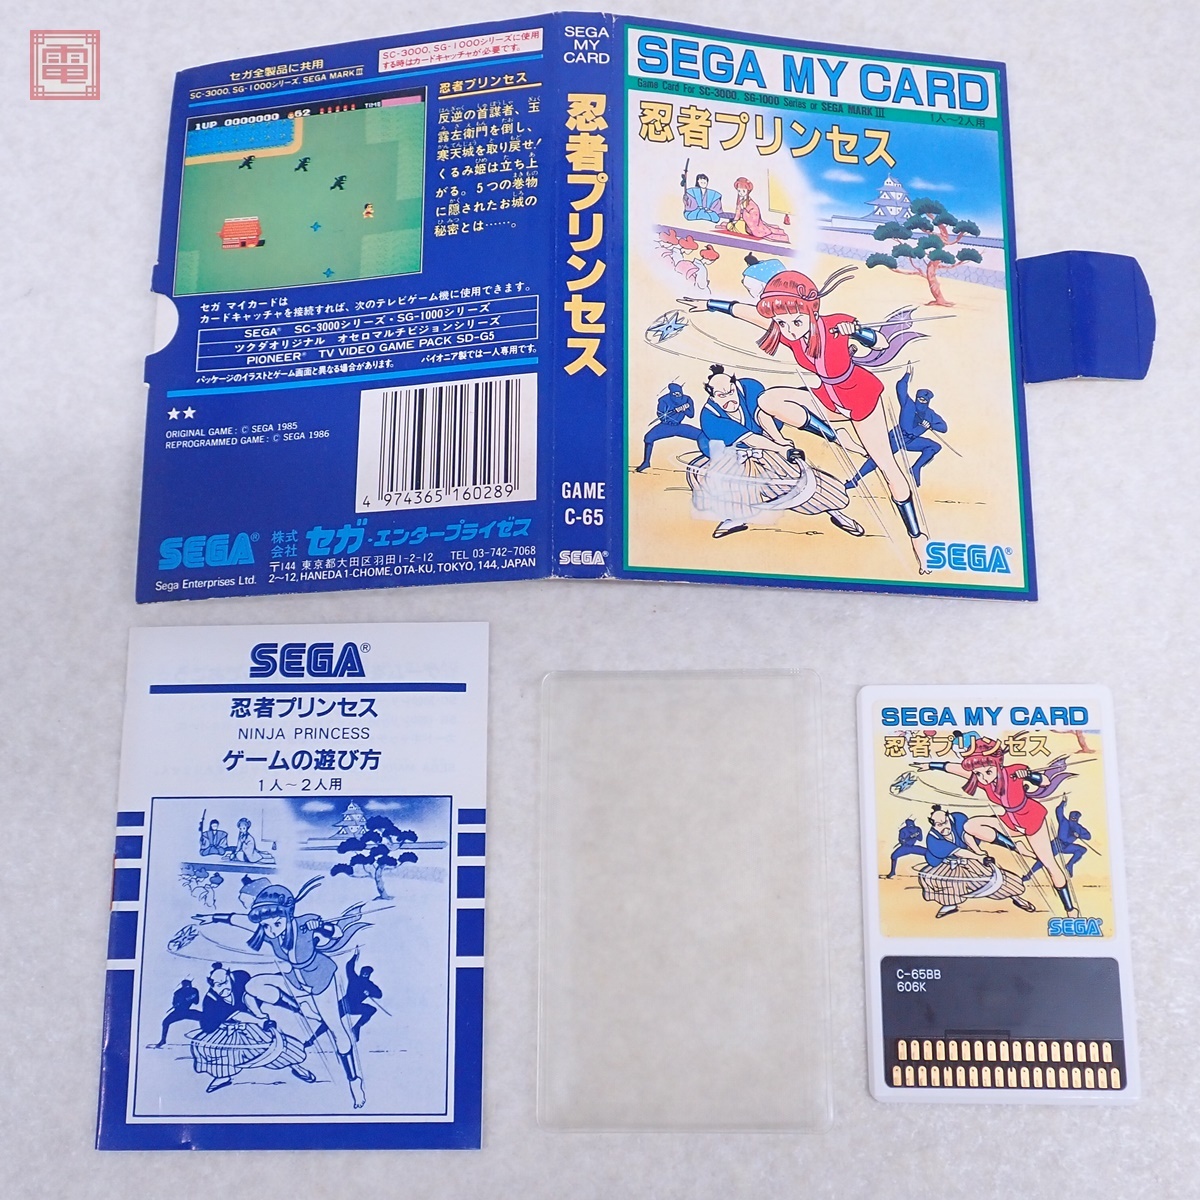 電
セガ全製品に共用
SC-3000, SG-1000シリーズ, SEGA MARK III
SC-3000, SG-1000シリーズに使用
する時はカードキャッチャが必要です。
1UP 0000000 62 TIME
忍者プリンセス
反逆の首謀者、玉
露左衛門を倒し、
寒天城を取り戻せ!
くるみ姫は立ち上
がる。5つの巻物
に隠されたお城の
秘密とは……。
セガ マイカードは
カードキャッチャを接続すれば、次のテレビゲーム機に使用できます。
SEGA® SC-3000シリーズ・SG-1000シリーズ
ツクダオリジナル オセロマルチビジョンシリーズ
PIONEER® TV VIDEO GAME PACK SD-G5
パッケージのイラストとゲーム画面と異なる場合があります。 パイオニア製では一人専用です。
★★
ORIGINAL GAME : © SEGA 1985
REPROGRAMMED GAME : © SEGA 1986
4 974365 160289
SEGA® 株式会社 セガ・エンタープライゼス
〒144 東京都大田区羽田1-2-12 TEL 03-742-7068
Sega Enterprises Ltd. 2~12, HANEDA 1-CHOME, OTA-KU, TOKYO, 144, JAPAN
SEGA
MY
CARD
忍者プリンセス
GAME
C-65
SEGA®
SEGA MY CARD
Game Card For SC-3000, SG-1000 Series or SEGA MARK III
1人~2人用
忍者プリンセス
SEGA®
SEGA®
忍者プリンセス
NINJA PRINCESS
ゲームの遊び方
1人~2人用
SEGA MY CARD
忍者プリンセス
SEGA®
C-65BB
606K